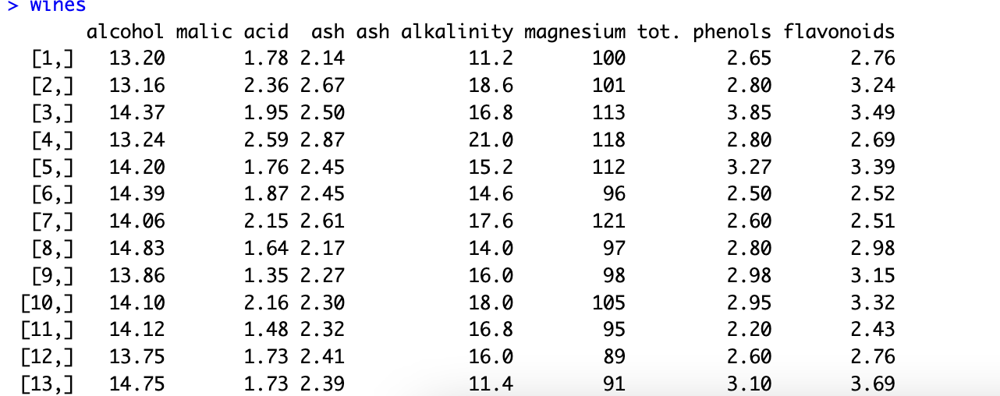 > wines
alcohol malic acid ash ash alkalinity magnesium tot. phenols flavonoids
[1,] 13.20 1.78 2.14 11.2 100 2.65 2.76
[2,] 13.16 2.36 2.67 18.6 101 2.80 3.24
[3,] 14.37 1.95 2.50 16.8 113 3.85 3.49
[4,] 13.24 2.59 2.87 21.0 118 2.80 2.69
[5,] 14.20 1.76 2.45 15.2 112 3.27 3.39
[6,] 14.39 1.87 2.45 14.6 96 2.50 2.52
[7,] 14.06 2.15 2.61 17.6 121 2.60 2.51
[8,] 14.83 1.64 2.17 14.0 97 2.80 2.98
[9,] 13.86 1.35 2.27 16.0 98 2.98 3.15
[10,] 14.10 2.16 2.30 18.0 105 2.95 3.32
[11,] 14.12 1.48 2.32 16.8 95 2.20 2.43
[12,] 13.75 1.73 2.41 16.0 89 2.60 2.76
[13,] 14.75 1.73 2.39 11.4 91 3.10 3.69